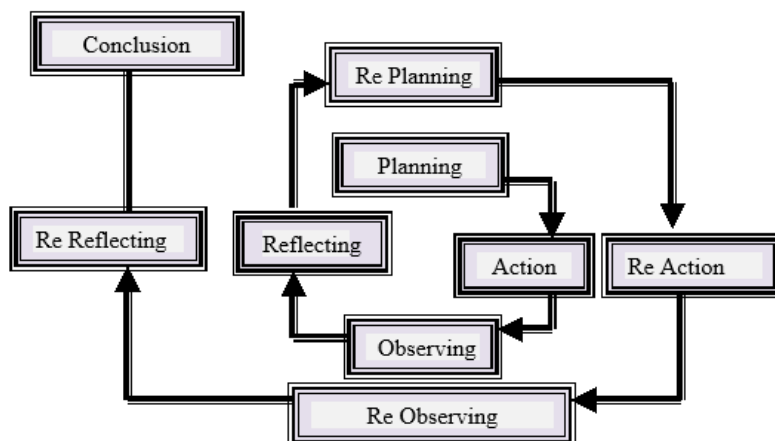 Conclusion
Re Planning
Planning
Re Reflecting
Reflecting
Action
Re Action
Observing
Re Observing